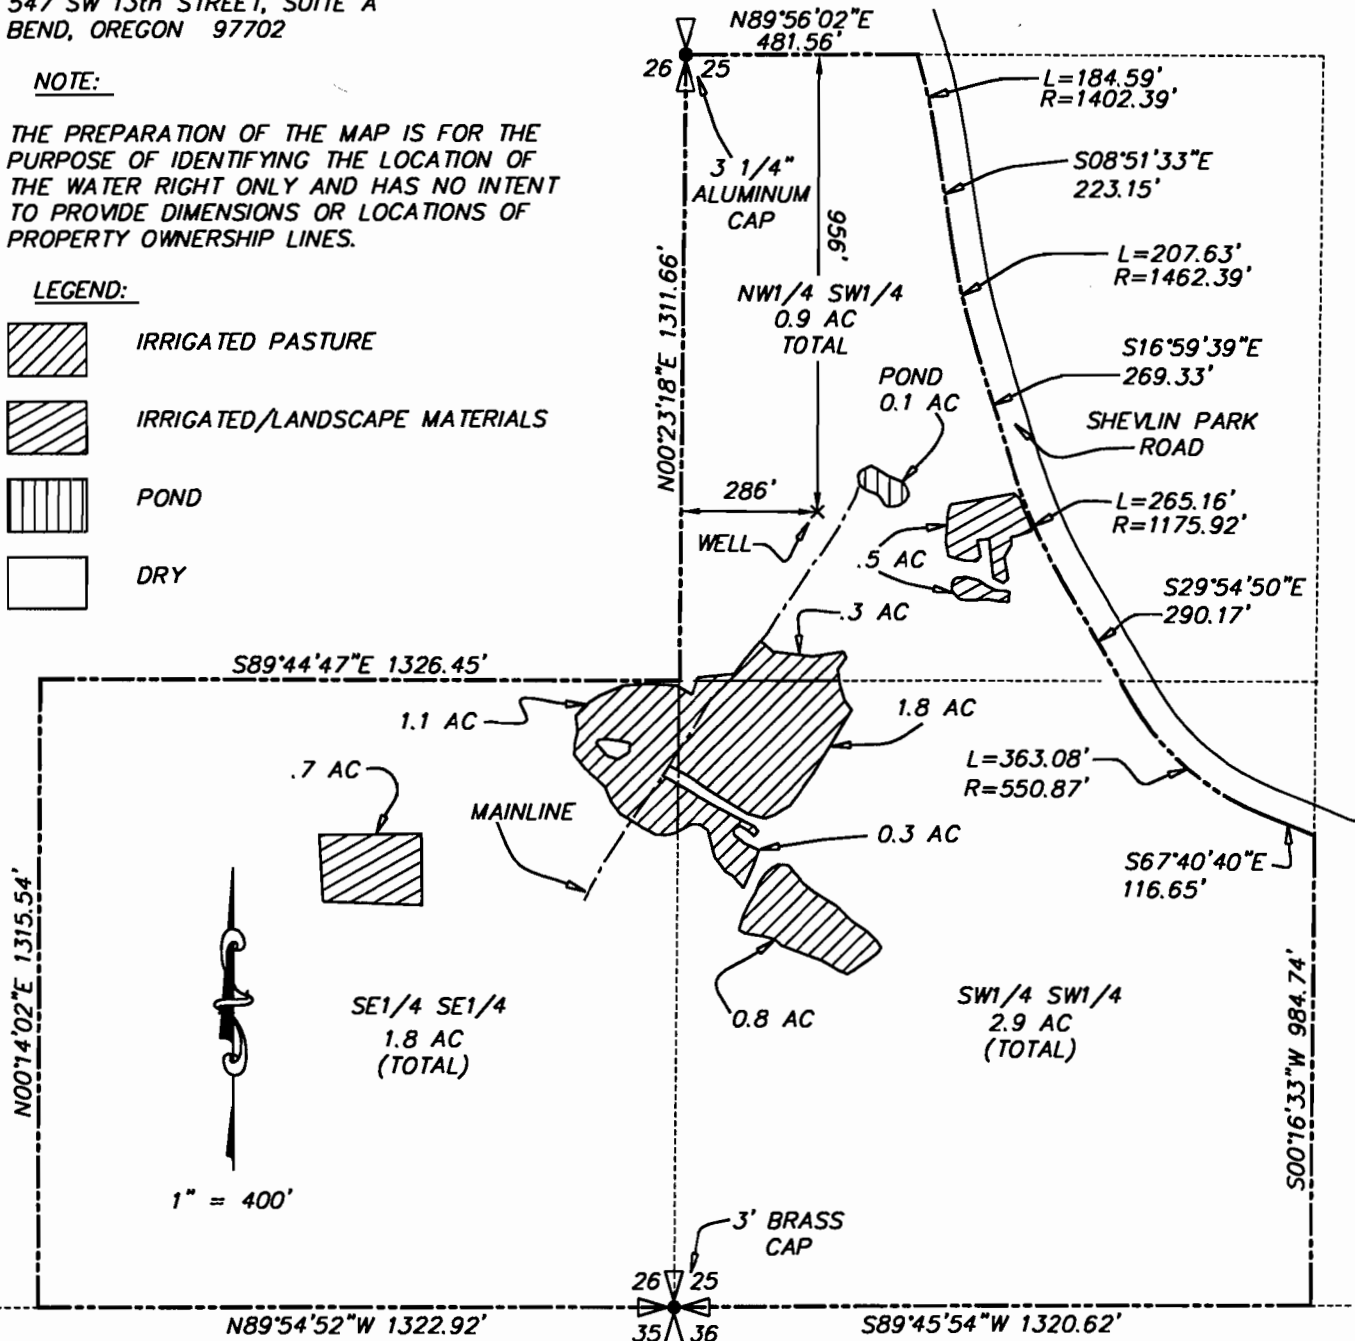 547 SW 13th STREET, SUITE A
BEND, OREGON 97702
NOTE:
THE PREPARATION OF THE MAP IS FOR THE
PURPOSE OF IDENTIFYING THE LOCATION OF
THE WATER RIGHT ONLY AND HAS NO INTENT
TO PROVIDE DIMENSIONS OR LOCATIONS OF
PROPERTY OWNERSHIP LINES.
LEGEND:
IRRIGATED PASTURE
IRRIGATED/LANDSCAPE MATERIALS
POND
DRY
N89°56'02"E
481.56'
26 25
3 1/4"
ALUMINUM
CAP
956'
N00°23'18"E 1311.66'
NW1/4 SW1/4
0.9 AC
TOTAL
L=184.59'
R=1402.39'
S08°51'33"E
223.15'
L=207.63'
R=1462.39'
S16°59'39"E
269.33'
SHEVLIN PARK
ROAD
POND
0.1 AC
286'
WELL
.5 AC
L=265.16'
R=1175.92'
S29°54'50"E
290.17'
.3 AC
S89°44'47"E 1326.45'
1.1 AC
1.8 AC
.7 AC
MAINLINE
L=363.08'
R=550.87'
0.3 AC
S67°40'40"E
116.65'
N00°14'02"E 1315.54'
SE1/4 SE1/4
1.8 AC
(TOTAL)
0.8 AC
SW1/4 SW1/4
2.9 AC
(TOTAL)
S00°16'33"W 984.74'
1" = 400'
3' BRASS
CAP
26 25
35 36
N89°54'52"W 1322.92'
S89°45'54"W 1320.62'